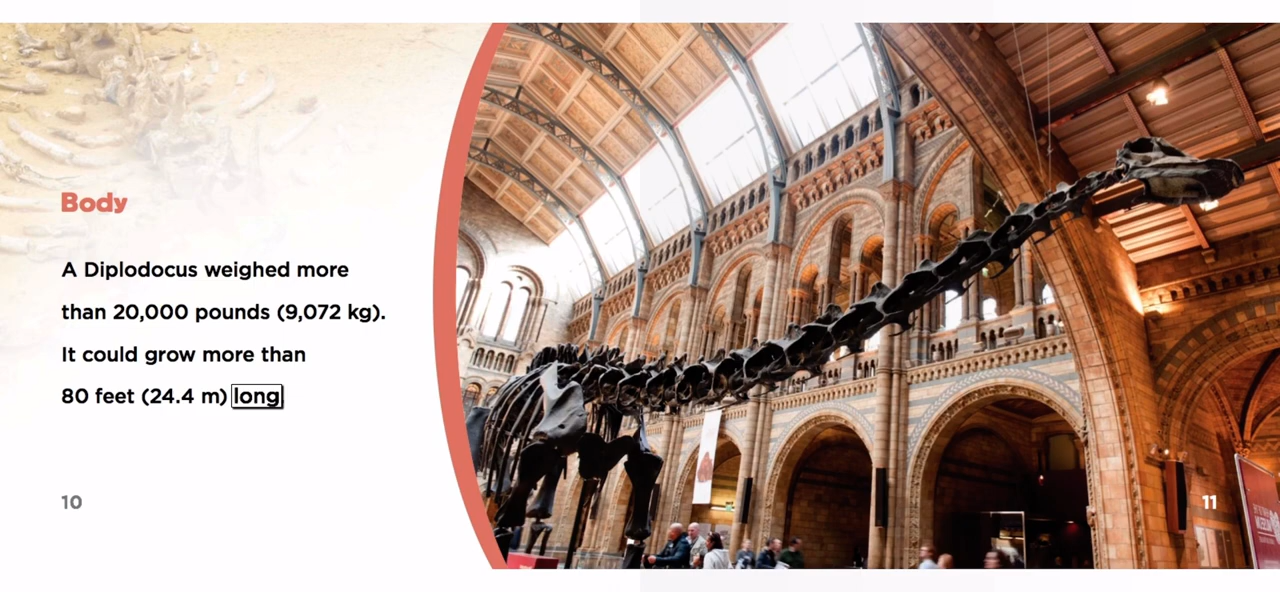 Body
A Diplodocus weighed more
than 20,000 pounds (9,072 kg).
It could grow more than
80 feet (24.4 m) long
10
11